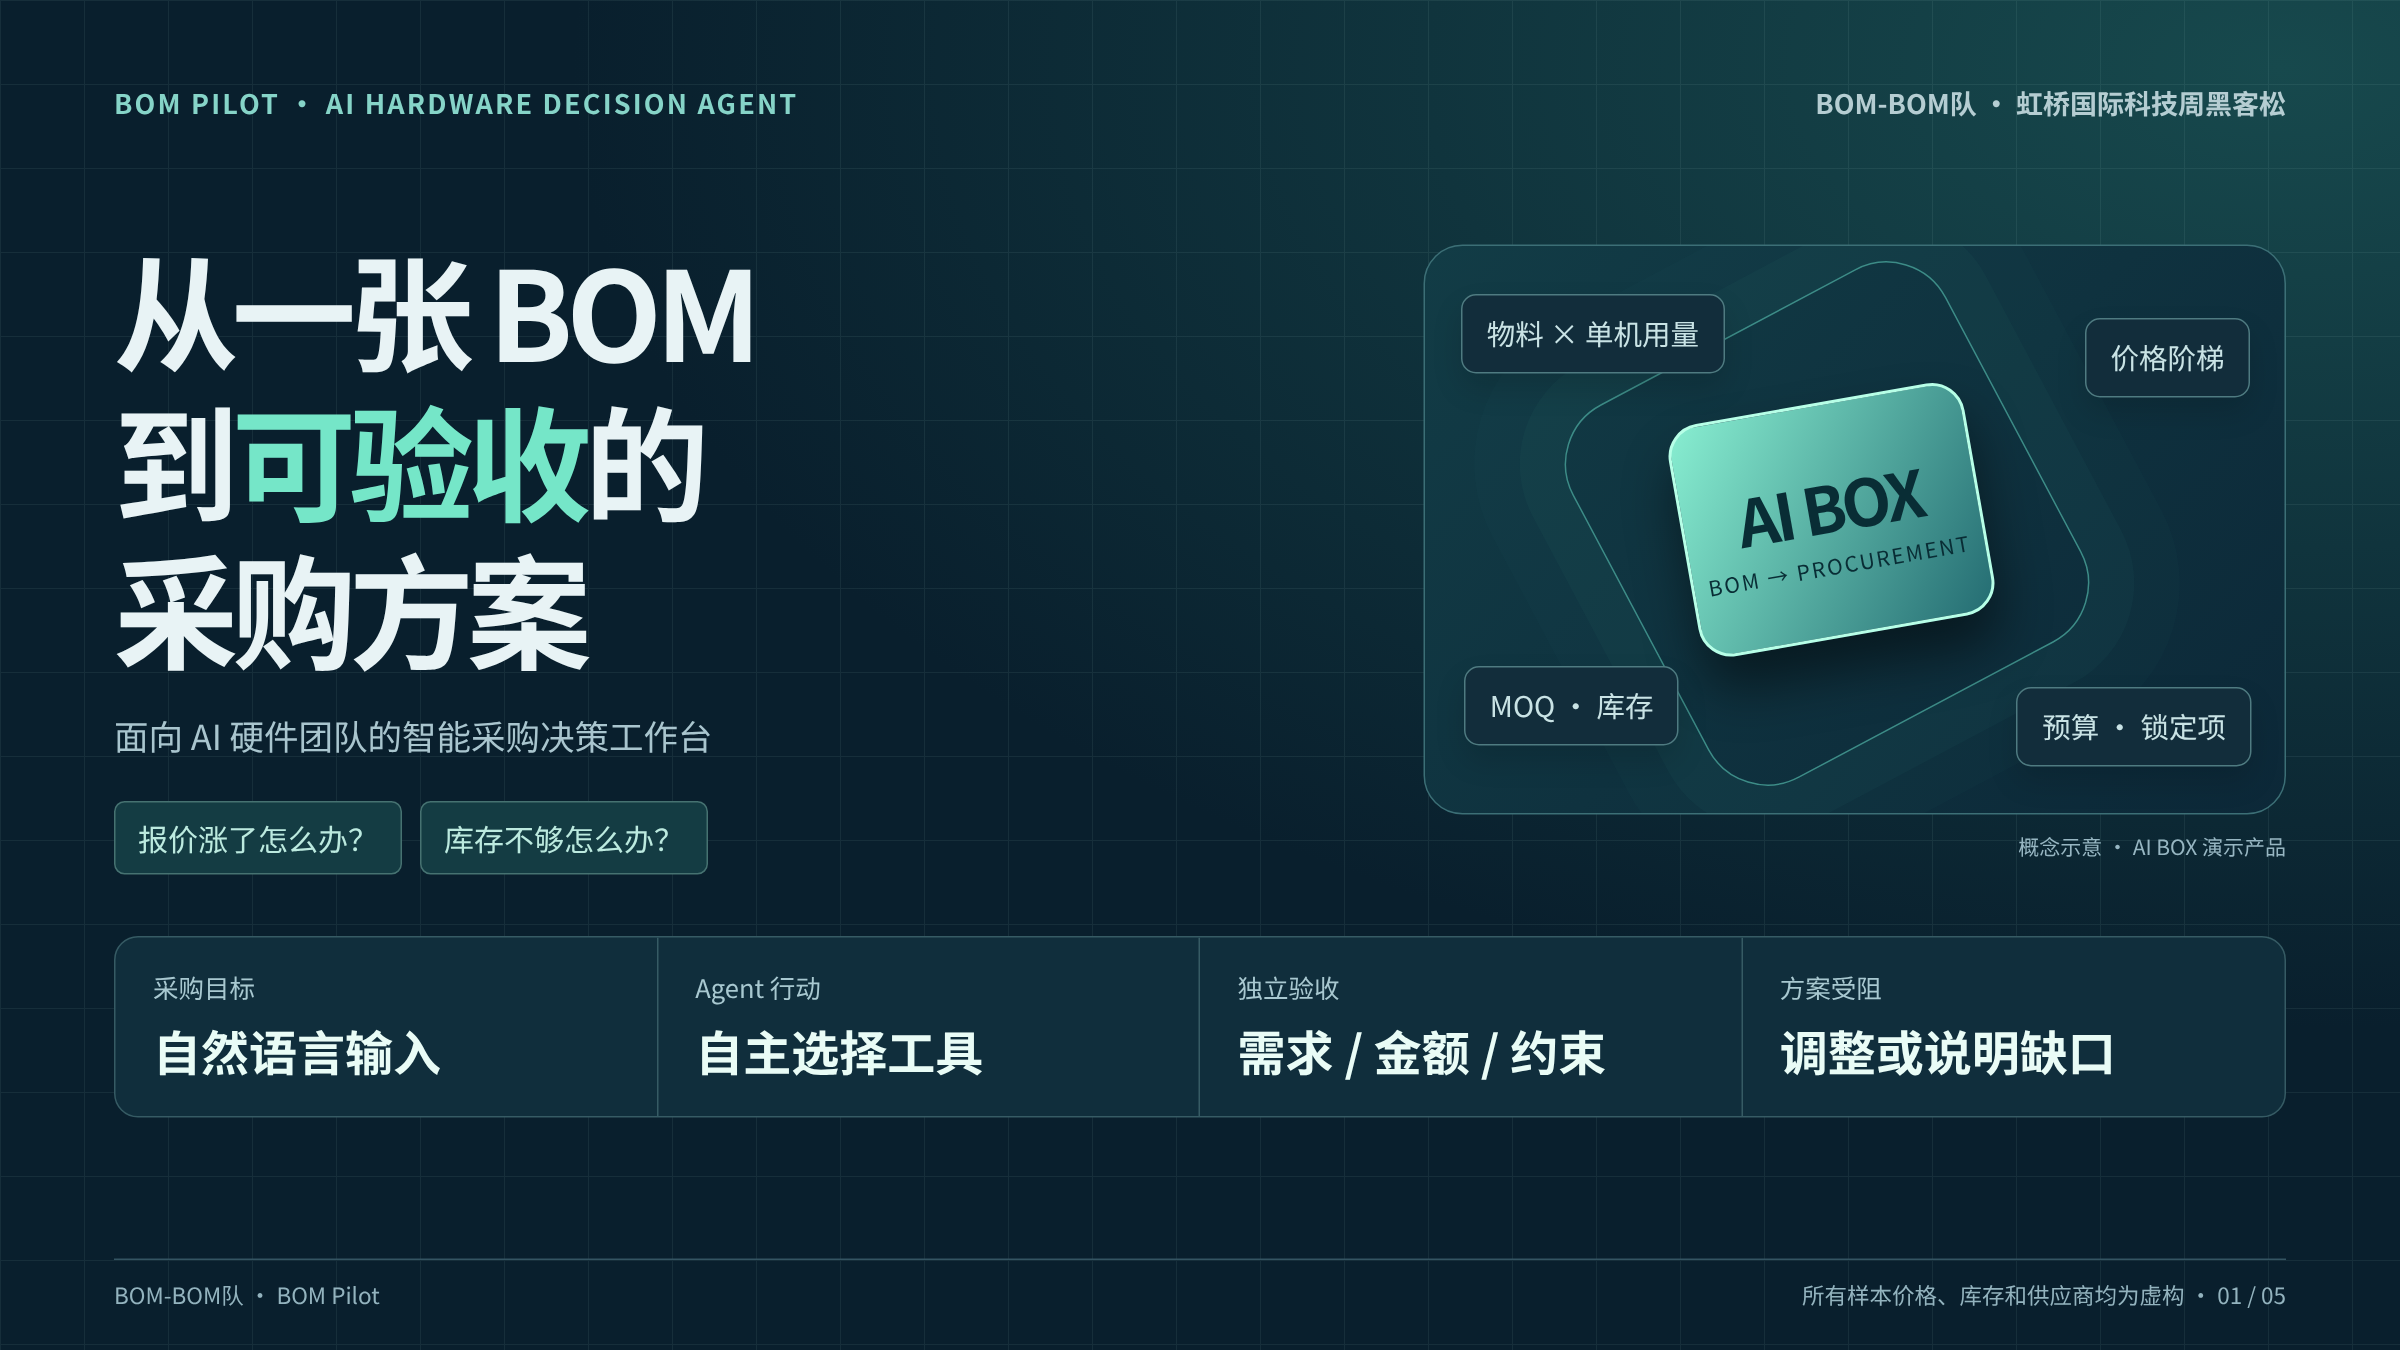 BOM PILOT • AI HARDWARE DECISION AGENT
BOM-BOM队 • 虹桥国际科技周黑客松
从一张 BOM
到可验收的
采购方案
面向 AI 硬件团队的智能采购决策工作台
报价涨了怎么办？
库存不够怎么办？
物料 × 单机用量
价格阶梯
AI BOX
BOM → PROCUREMENT
MOQ • 库存
预算 • 锁定项
概念示意 • AI BOX 演示产品
采购目标
自然语言输入
Agent 行动
自主选择工具
独立验收
需求 / 金额 / 约束
方案受阻
调整或说明缺口
BOM-BOM队 • BOM Pilot
所有样本价格、库存和供应商均为虚构 • 01 / 05